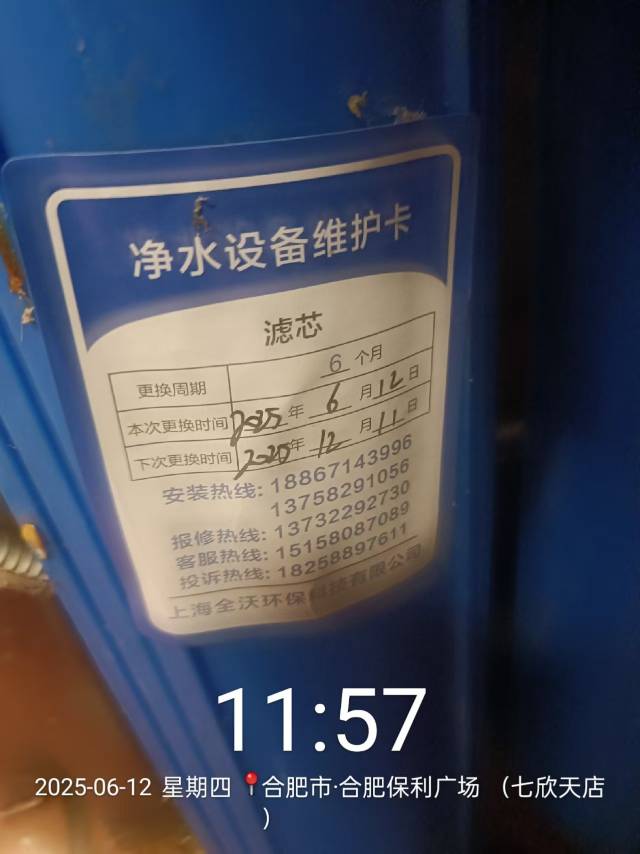 净水设备维护卡
滤芯
更换周期 6 个月
本次更换时间 2025 年 6 月 12 日
下次更换时间 2025 年 12 月 11 日
安装热线: 18867143996
13758291056
报修热线: 13732292730
客服热线: 15158087089
投诉热线: 18258897611
上海全沃环保科技有限公司
11:57
2025-06-12 星期四 合肥市·合肥保利广场 (七欣天店
)